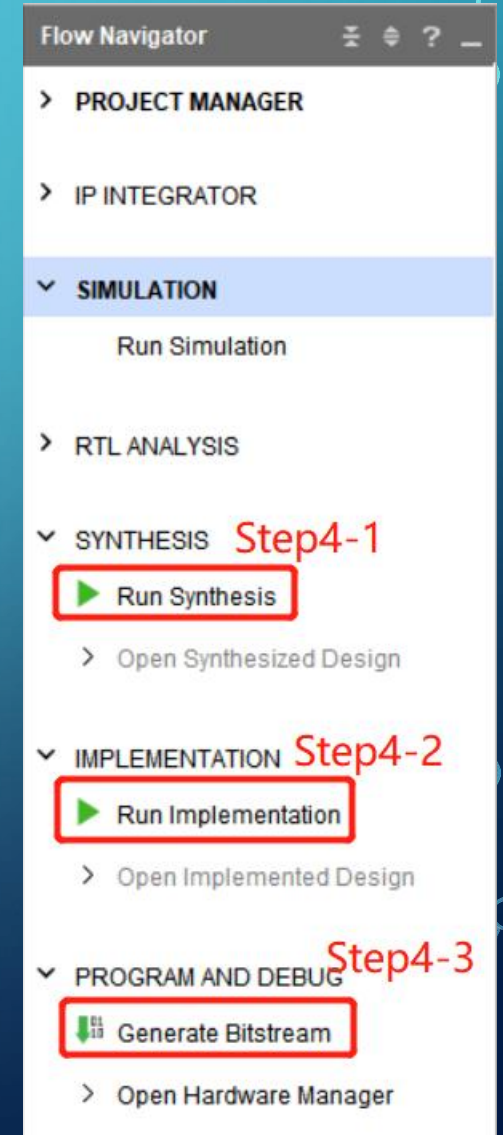 Flow Navigator ?
PROJECT MANAGER
IP INTEGRATOR
SIMULATION
Run Simulation
RTL ANALYSIS
SYNTHESIS Step4-1
Run Synthesis
Open Synthesized Design
IMPLEMENTATION Step4-2
Run Implementation
Open Implemented Design
PROGRAM AND DEBUG Step4-3
Generate Bitstream
Open Hardware Manager